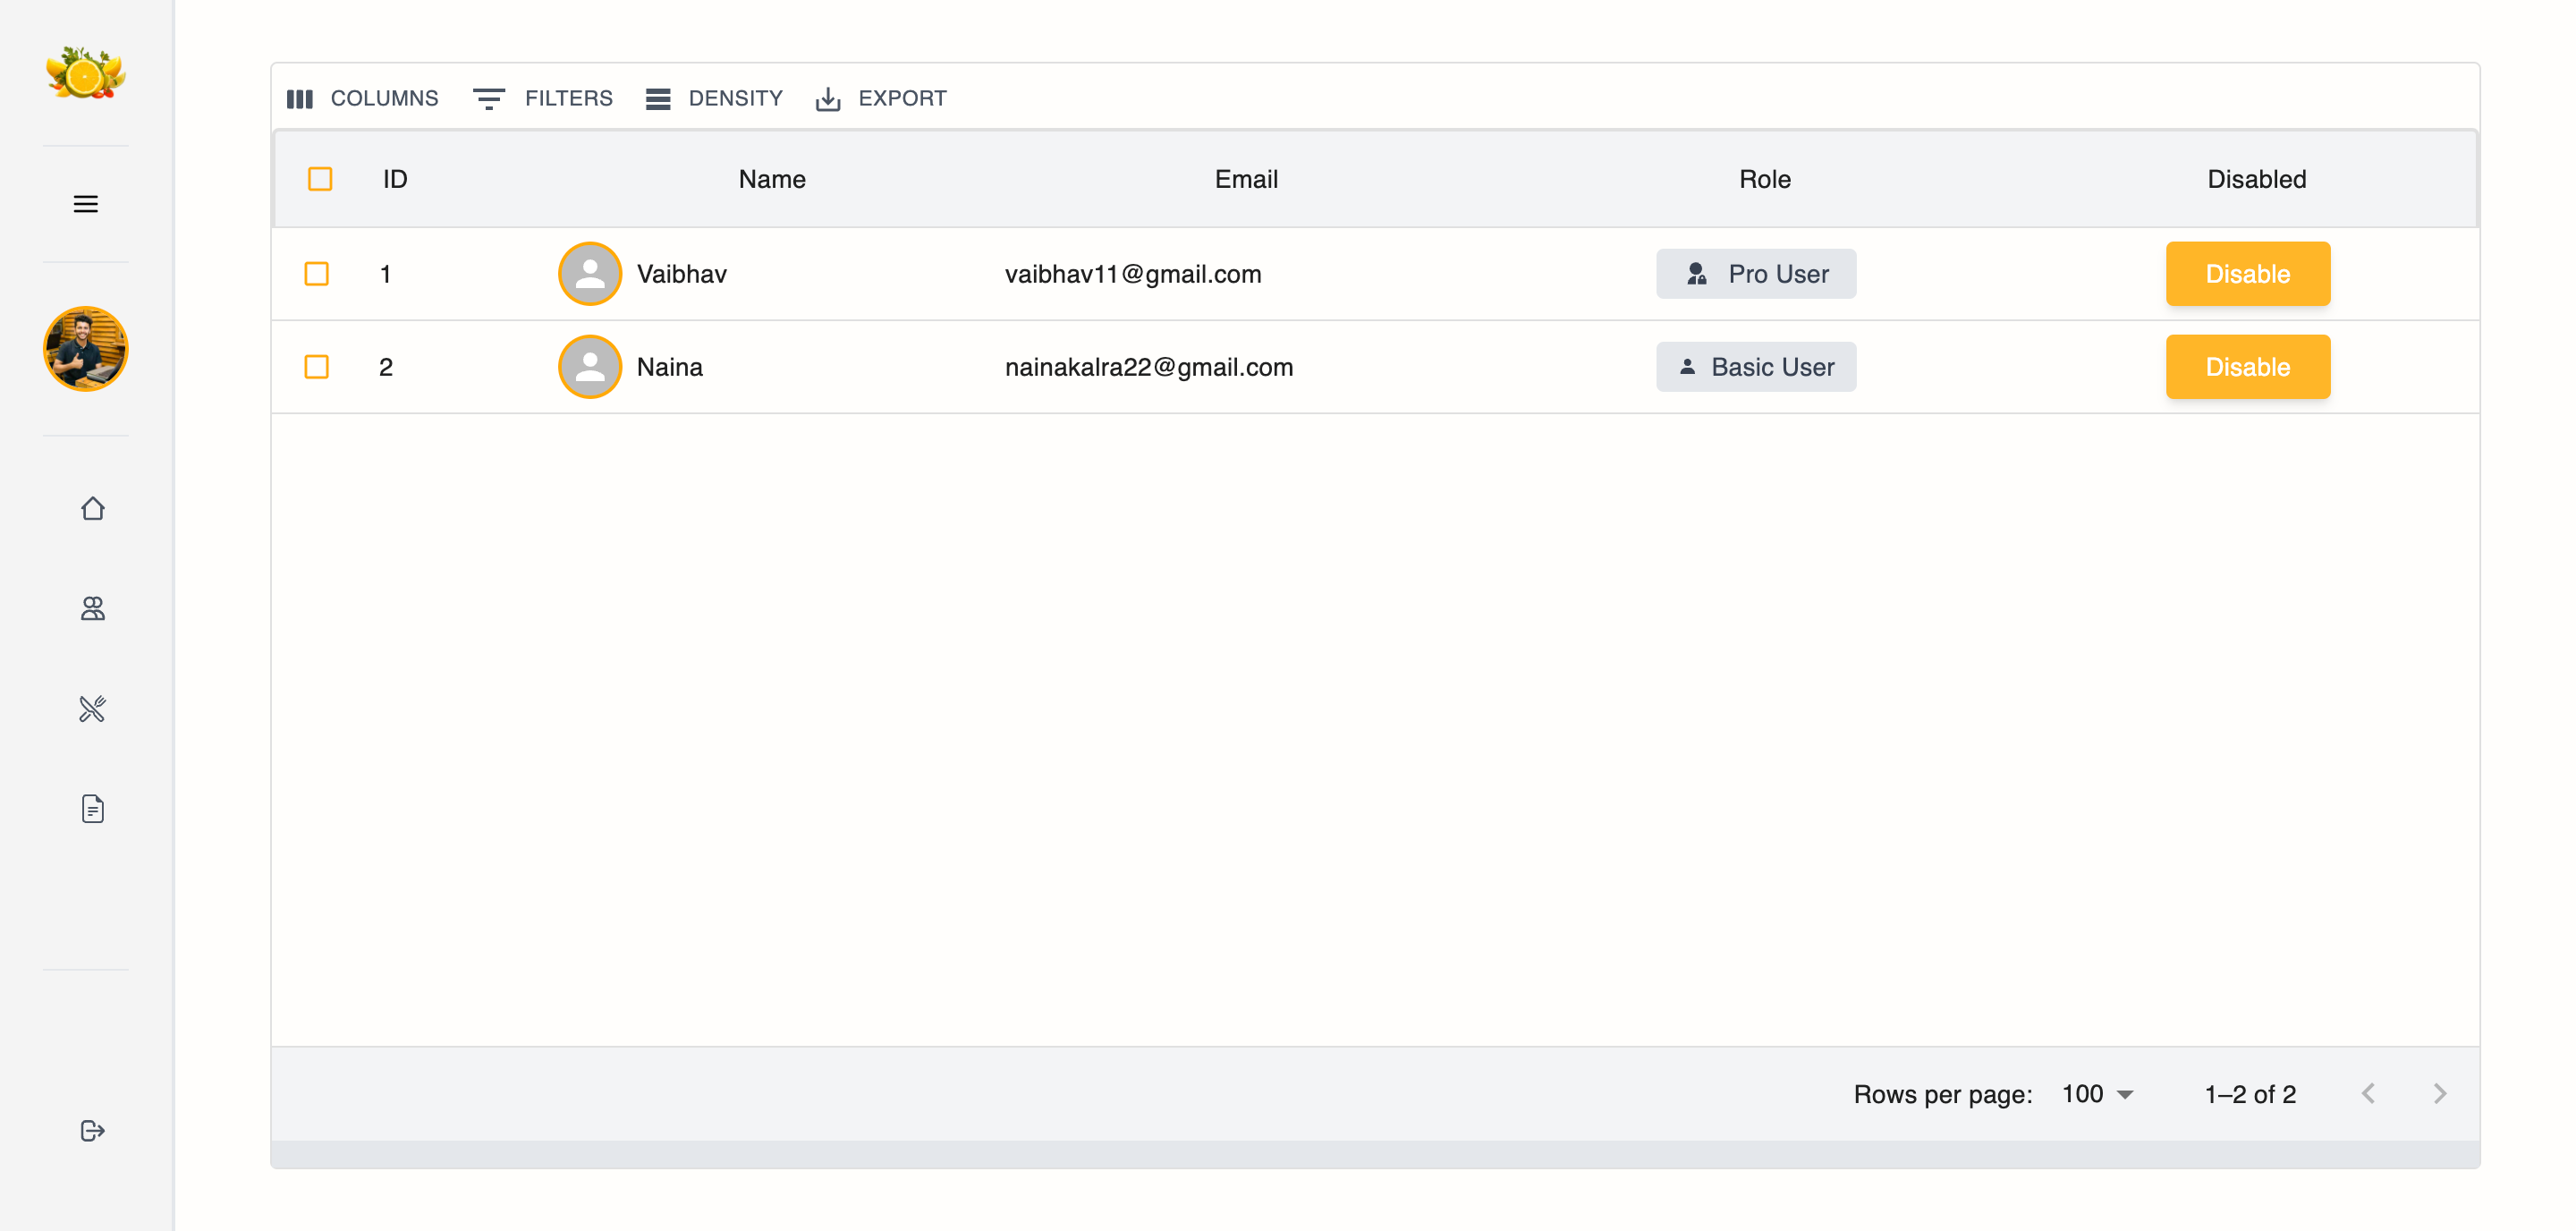 COLUMNS FILTERS DENSITY EXPORT
ID Name Email Role Disabled
1 Vaibhav vaibhav11@gmail.com Pro User Disable
2 Naina nainakalra22@gmail.com Basic User Disable
Rows per page: 100 1–2 of 2